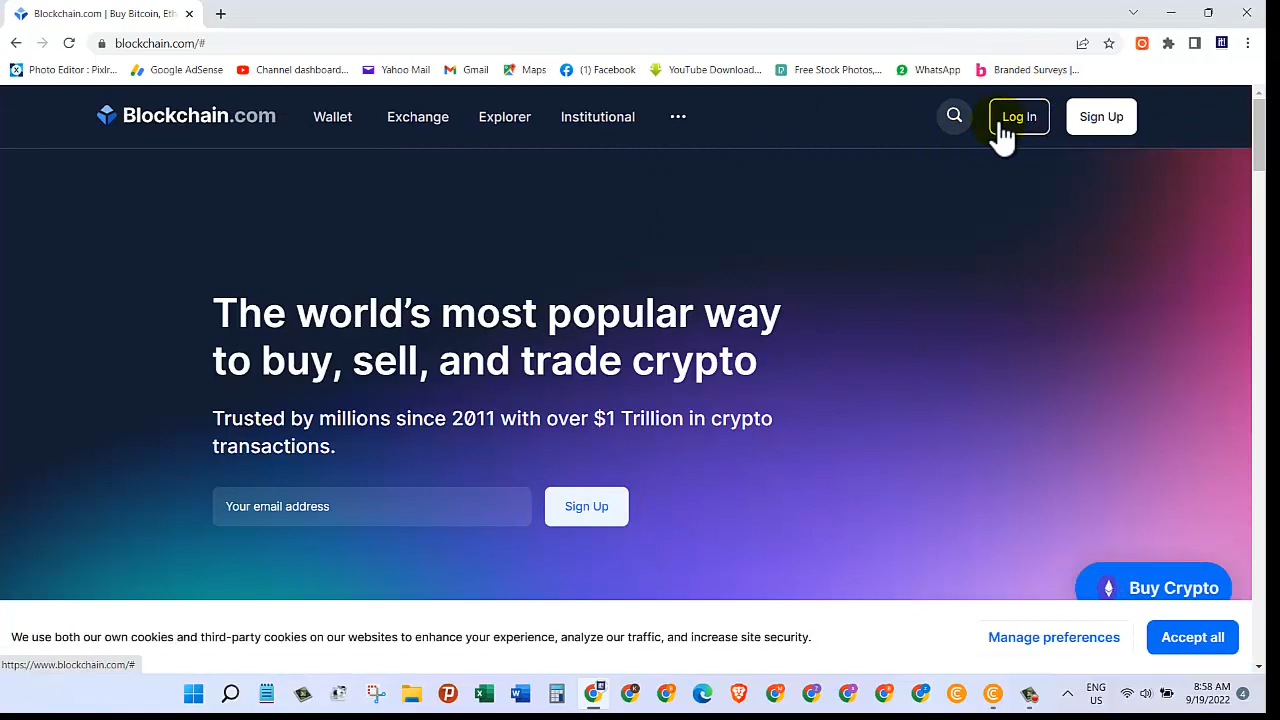 Blockchain.com | Buy Bitcoin, Eth
blockchain.com/#
Photo Editor : Pixlr... Google AdSense Channel dashboard... Yahoo Mail Gmail Maps (1) Facebook YouTube Download... Free Stock Photos,... WhatsApp Branded Surveys |...
Blockchain.com Wallet Exchange Explorer Institutional Log In Sign Up
The world's most popular way
to buy, sell, and trade crypto
Trusted by millions since 2011 with over $1 Trillion in crypto
transactions.
Your email address Sign Up
Buy Crypto
We use both our own cookies and third-party cookies on our websites to enhance your experience, analyze our traffic, and increase site security. Manage preferences Accept all
https://www.blockchain.com/#
ENG 8:58 AM
US 9/19/2022 4